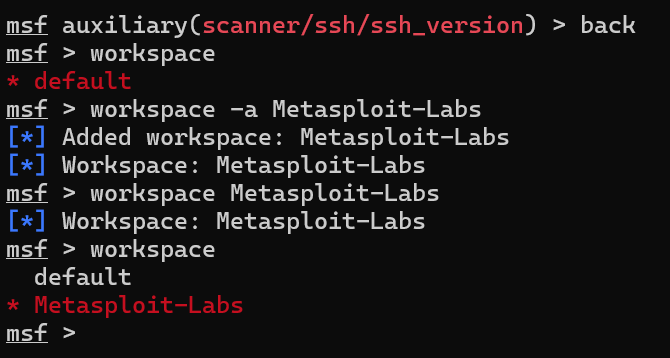 msf auxiliary(scanner/ssh/ssh_version) > back
msf > workspace
* default
msf > workspace -a Metasploit-Labs
[*] Added workspace: Metasploit-Labs
[*] Workspace: Metasploit-Labs
msf > workspace Metasploit-Labs
[*] Workspace: Metasploit-Labs
msf > workspace
  default
* Metasploit-Labs
msf >